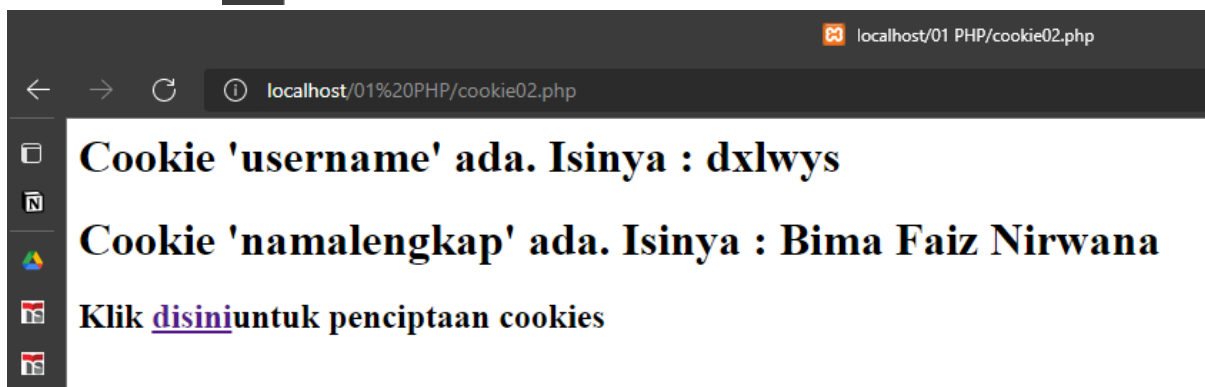 localhost/01 PHP/cookie02.php
localhost/01%20PHP/cookie02.php
Cookie 'username' ada. Isinya : dxlwys
Cookie 'namalengkap' ada. Isinya : Bima Faiz Nirwana
Klik disiniuntuk penciptaan cookies